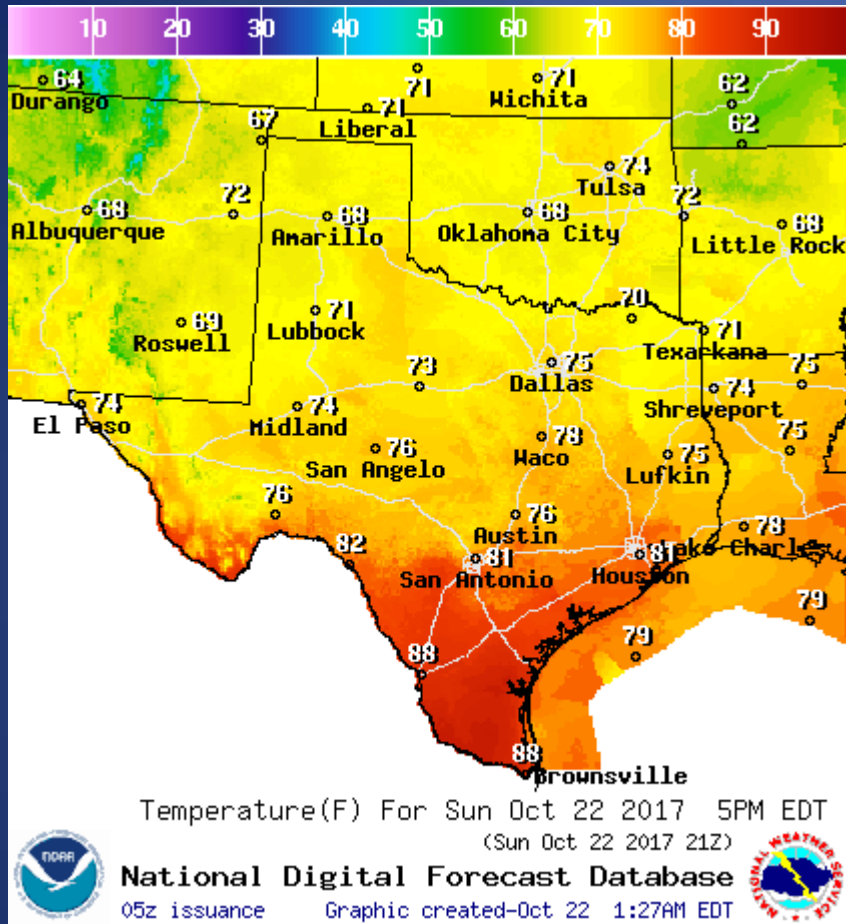 10 20 30 40 50 60 70 80 90
64
Durango
71
71
Wichita
62
71
Liberal
67
62
74
Tulsa
68
Albuquerque
72
68
Amarillo
68
Oklahoma City
72
68
Little Rock
69
Roswell
71
Lubbock
70
71
Texarkana
75
Dallas
73
74
Shreveport
75
74
El Paso
74
Midland
76
San Angelo
78
Waco
75
Lufkin
75
76
76
Austin
78
Lake Charles
82
81
San Antonio
81
Houston
79
79
88
88
Brownsville
Temperature(F) For Sun Oct 22 2017 5PM EDT
(Sun Oct 22 2017 21Z)
NOAA
National Digital Forecast Database
05z issuance Graphic created-Oct 22 1:27AM EDT
NATIONAL WEATHER SERVICE